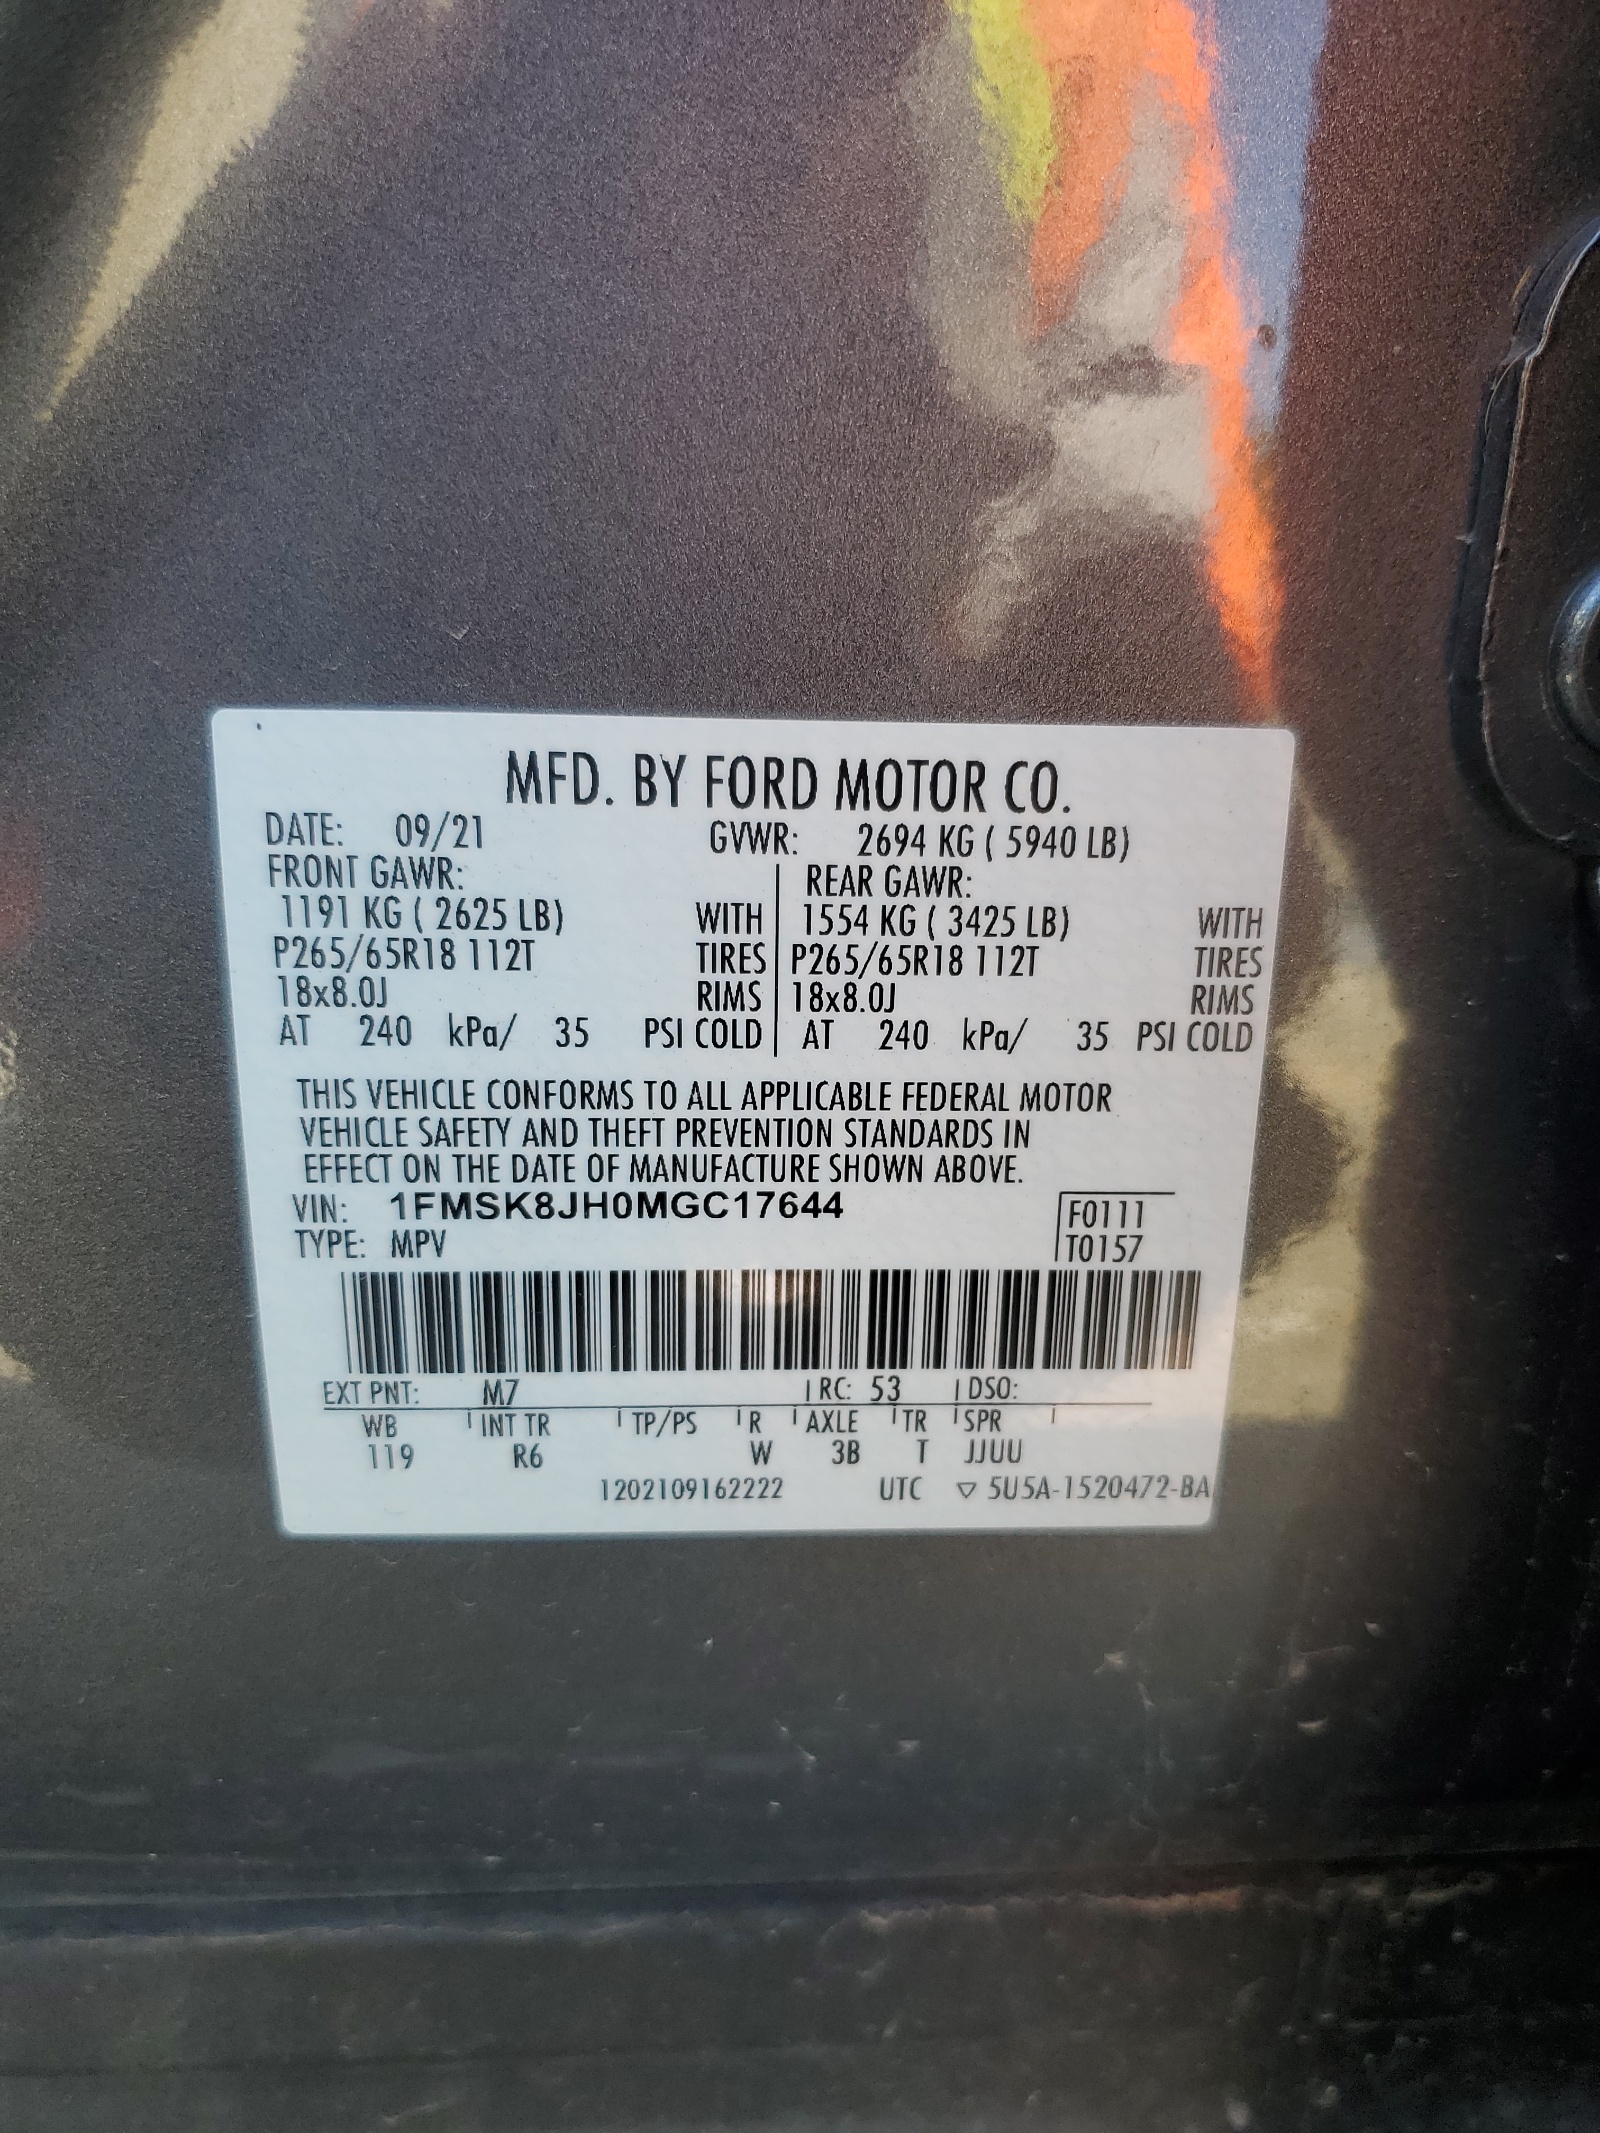 MFD. BY FORD MOTOR CO.
DATE: 09/21 GVWR: 2694 KG ( 5940 LB)
FRONT GAWR: REAR GAWR:
1191 KG ( 2625 LB) WITH 1554 KG ( 3425 LB) WITH
P265/65R18 112T TIRES P265/65R18 112T TIRES
18x8.0J RIMS 18x8.0J RIMS
AT 240 kPa/ 35 PSI COLD AT 240 kPa/ 35 PSI COLD
THIS VEHICLE CONFORMS TO ALL APPLICABLE FEDERAL MOTOR
VEHICLE SAFETY AND THEFT PREVENTION STANDARDS IN
EFFECT ON THE DATE OF MANUFACTURE SHOWN ABOVE.
VIN: 1FMSK8JH0MGC17644 F0111
TYPE: MPV T0157
EXT PNT: M7 RC: 53 DSO:
WB INT TR TP/PS R AXLE TR SPR
119 R6 W 3B T JJUU
1202109162222 UTC ▽ 5U5A-1520472-BA